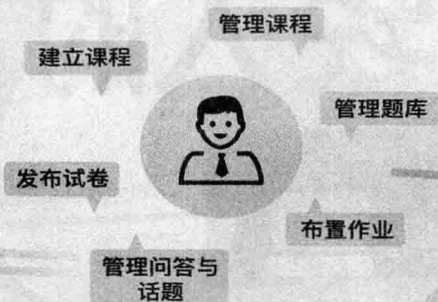 管理课程
建立课程
管理题库
发布试卷
布置作业
管理问答与
话题